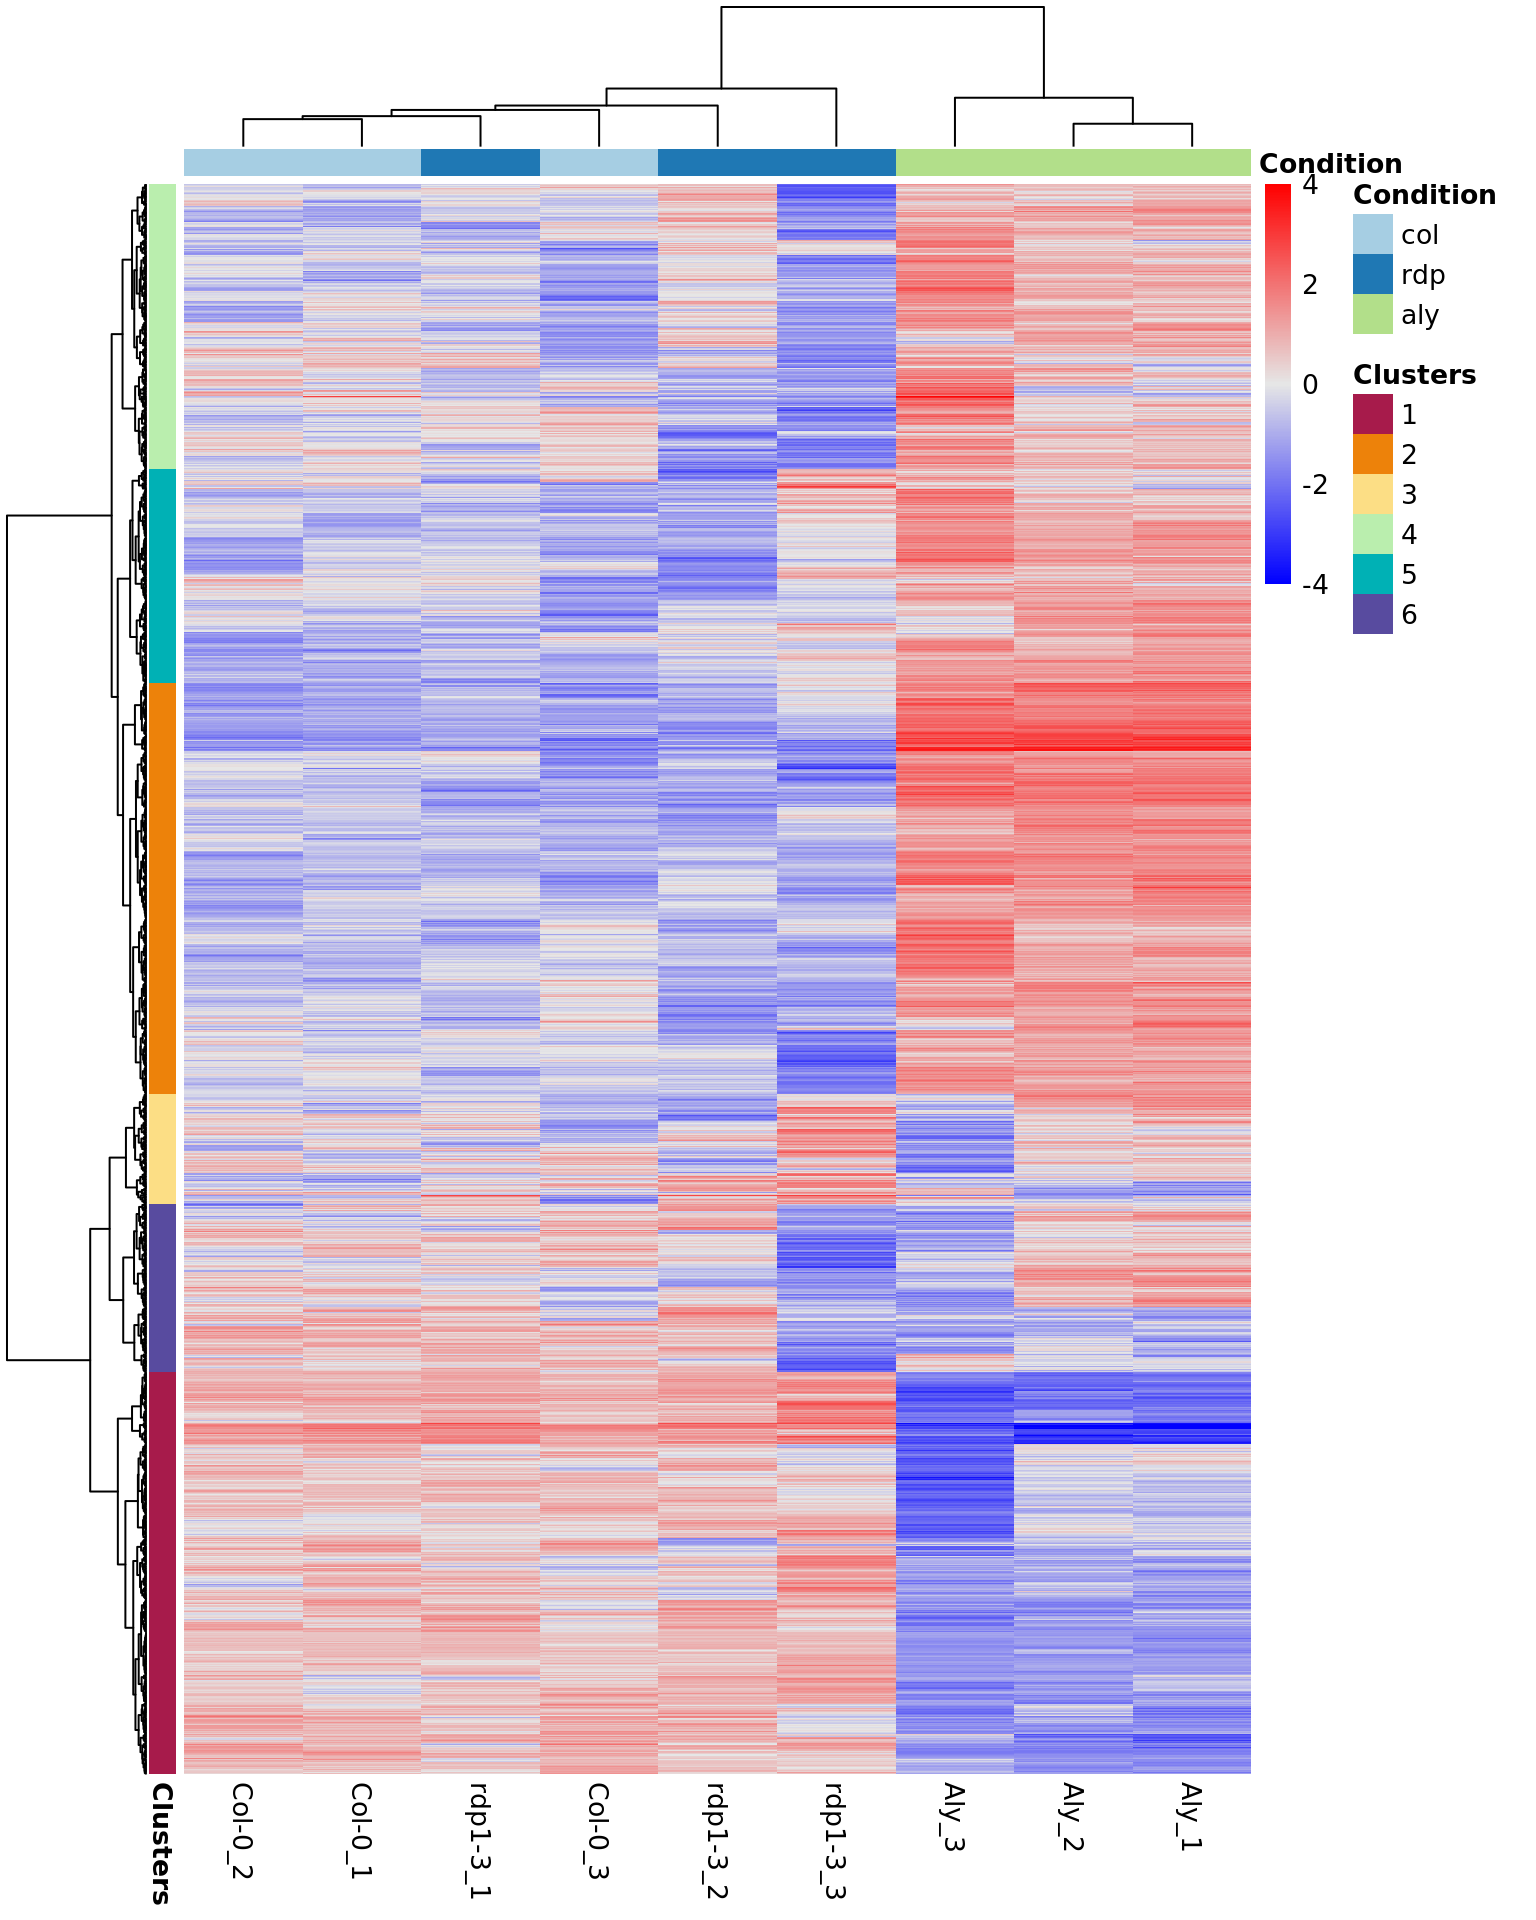 Condition
4
2
0
-2
-4
Condition
col
rdp
aly
Clusters
1
2
3
4
5
6
Clusters
Col-0_2
Col-0_1
rdp1-3_1
Col-0_3
rdp1-3_2
rdp1-3_3
Aly_3
Aly_2
Aly_1